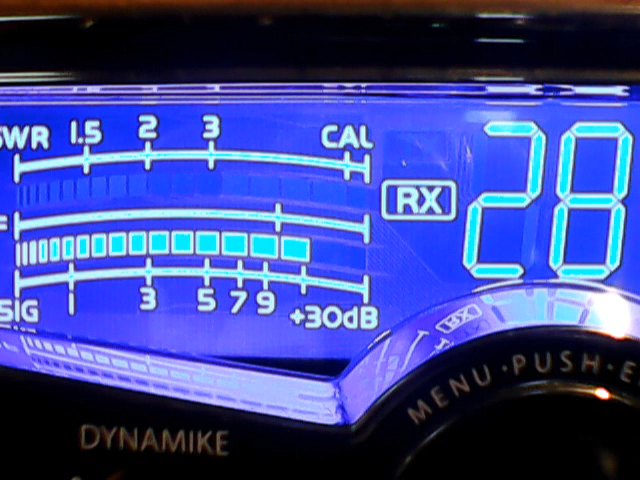 SWR 1.5 2 3 CAL
RX 28
SIG 1 3 5 7 9 +30dB
MENU·PUSH·E
DYNAMIKE